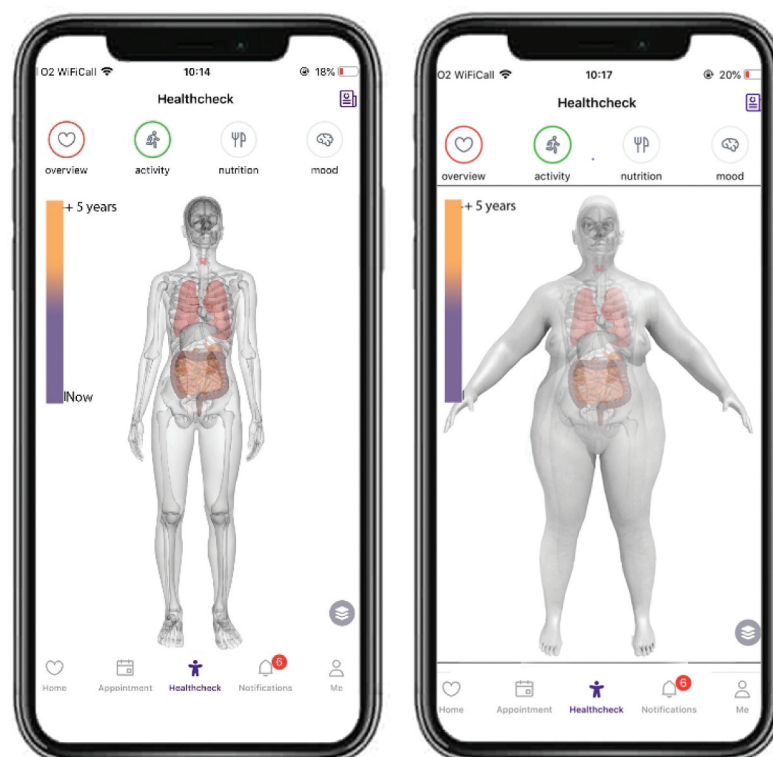 O2 WiFiCall 10:14 18%
Healthcheck
overview activity nutrition mood
+ 5 years
Now
Home Appointment Healthcheck Notifications 6 Me
O2 WiFiCall 10:17 20%
Healthcheck
overview activity nutrition mood
+ 5 years
Home Appointment Healthcheck Notifications 6 Me